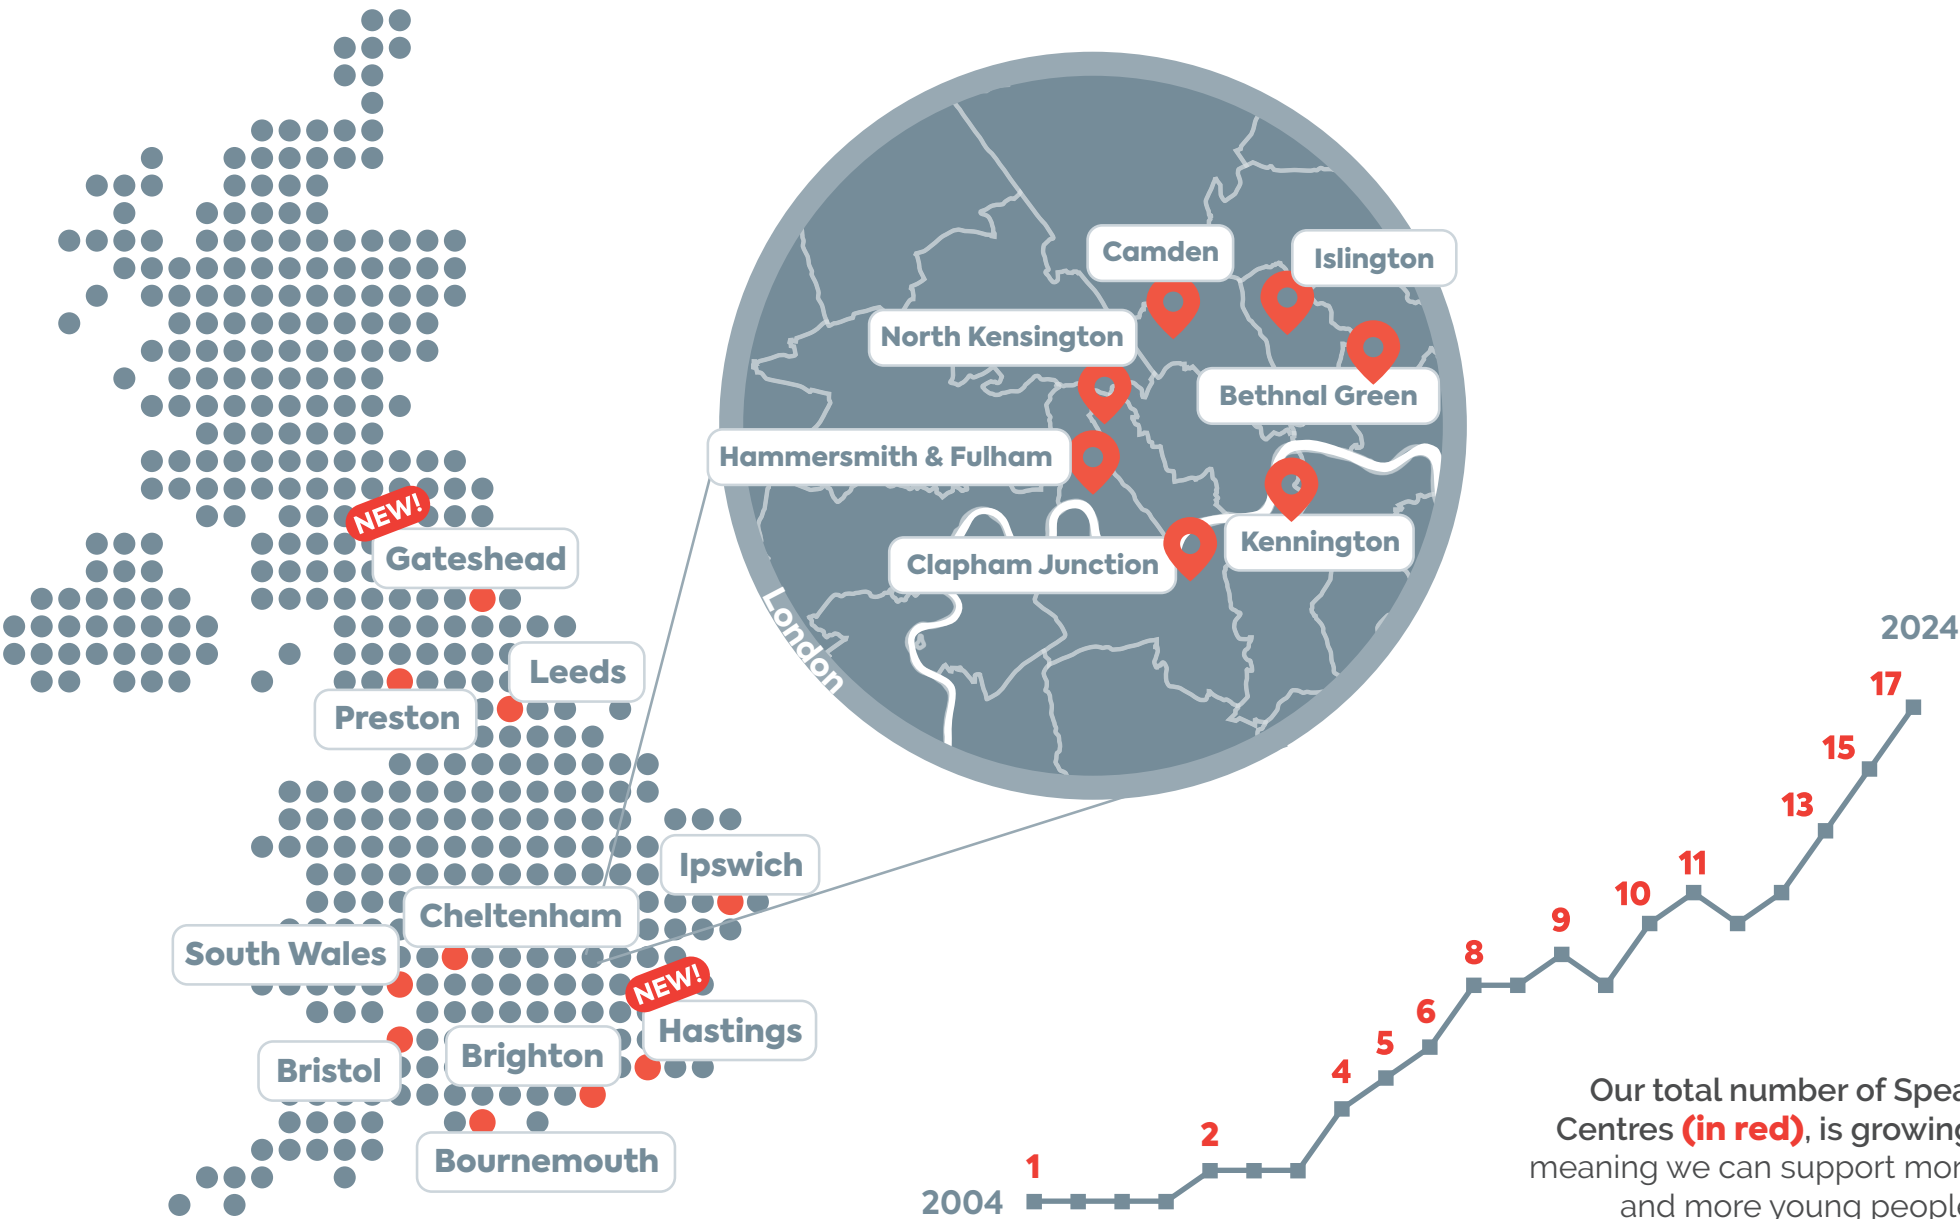 Camden
Islington
North Kensington
Bethnal Green
Hammersmith & Fulham
Kennington
Clapham Junction
London
NEW!
Gateshead
Leeds
Preston
Ipswich
Cheltenham
South Wales
NEW!
Hastings
Brighton
Bristol
Bournemouth
2024
17
15
13
11
10
9
8
6
5
4
2
1
2004
Our total number of Spea
Centres (in red), is growing
meaning we can support mor
and more young people